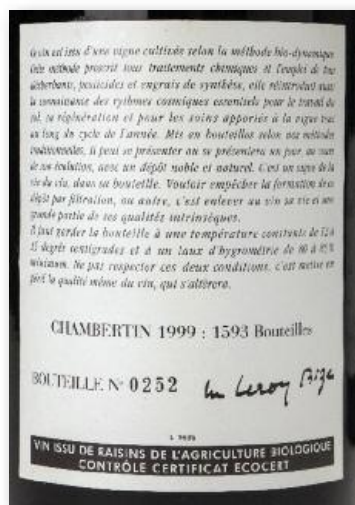 Ce vin est issu d'une vigne cultivée selon la méthode bio-dynamique
Cette méthode proscrit tous traitements chimiques et l'emploi de tous
désherbants, pesticides et engrais de synthèse, elle réintroduit avec
la connaissance des rythmes cosmiques essentiels pour le travail du
sol, sa régénération et pour les soins apportés à la vigne tout
au long du cycle de l'année. Mis en bouteilles selon nos méthodes
traditionnelles, il peut se présenter ou se présentera un jour, au cours
de son évolution, avec un dépôt noble et naturel. C'est un signe de la
vie du vin, dans sa bouteille. Vouloir empêcher la formation de ce
dépôt par filtration, ou autre, c'est enlever au vin sa vie et une
grande partie de ses qualités intrinsèques.
Il faut garder la bouteille à une température constante de 12 à
13 degrés centigrades et à un taux d'hygrométrie de 80 à
minimum. Ne pas respecter ces deux conditions, c'est mettre en
péril la qualité même du vin, qui s'altérera.
CHAMBERTIN 1999 : 1593 Bouteilles
BOUTEILLE N° 0252 Leroy Bize
VIN ISSU DE RAISINS DE L'AGRICULTURE BIOLOGIQUE
CONTRÔLE CERTIFICAT ECOCERT